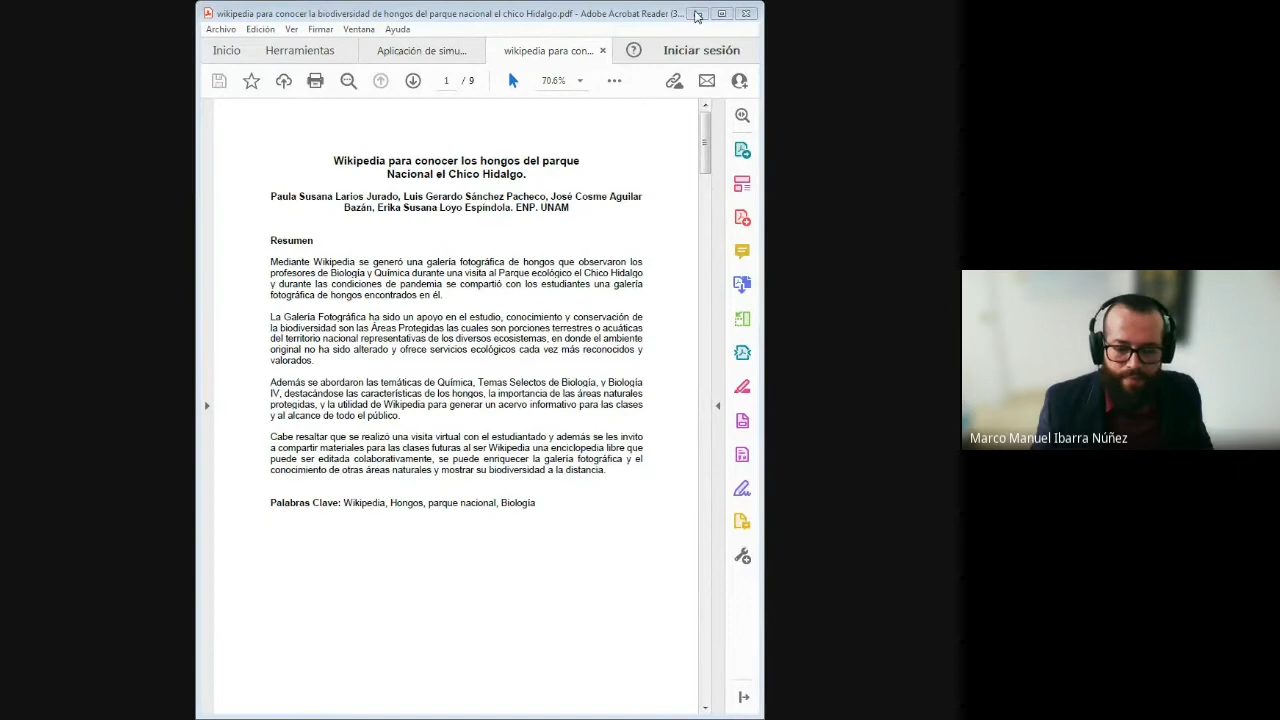 wikipedia para conocer la biodiversidad de hongos del parque nacional el chico Hidalgo.pdf - Adobe Acrobat Reader (3...
Archivo Edición Ver Firmar Ventana Ayuda
Inicio Herramientas Aplicación de simu... wikipedia para con... × ? Iniciar sesión
1 / 9 70.6%
Wikipedia para conocer los hongos del parque
Nacional el Chico Hidalgo.
Paula Susana Larios Jurado, Luis Gerardo Sánchez Pacheco, José Cosme Aguilar
Bazán, Erika Susana Loyo Espíndola. ENP. UNAM
Resumen
Mediante Wikipedia se generó una galería fotográfica de hongos que observaron los
profesores de Biología y Química durante una visita al Parque ecológico el Chico Hidalgo
y durante las condiciones de pandemia se compartió con los estudiantes una galería
fotográfica de hongos encontrados en él.
La Galería Fotográfica ha sido un apoyo en el estudio, conocimiento y conservación de
la biodiversidad son las Áreas Protegidas las cuales son porciones terrestres o acuáticas
del territorio nacional representativas de los diversos ecosistemas, en donde el ambiente
original no ha sido alterado y ofrece servicios ecológicos cada vez más reconocidos y
valorados.
Además se abordaron las temáticas de Química, Temas Selectos de Biología, y Biología
IV, destacándose las características de los hongos, la importancia de las áreas naturales
protegidas, y la utilidad de Wikipedia para generar un acervo informativo para las clases
y al alcance de todo el público.
Cabe resaltar que se realizó una visita virtual con el estudiantado y además se les invito
a compartir materiales para las clases futuras al ser Wikipedia una enciclopedia libre que
puede ser editada colaborativamente, se puede enriquecer la galería fotográfica y el
conocimiento de otras áreas naturales y mostrar su biodiversidad a la distancia.
Palabras Clave: Wikipedia, Hongos, parque nacional, Biología
Marco Manuel Ibarra Núñez